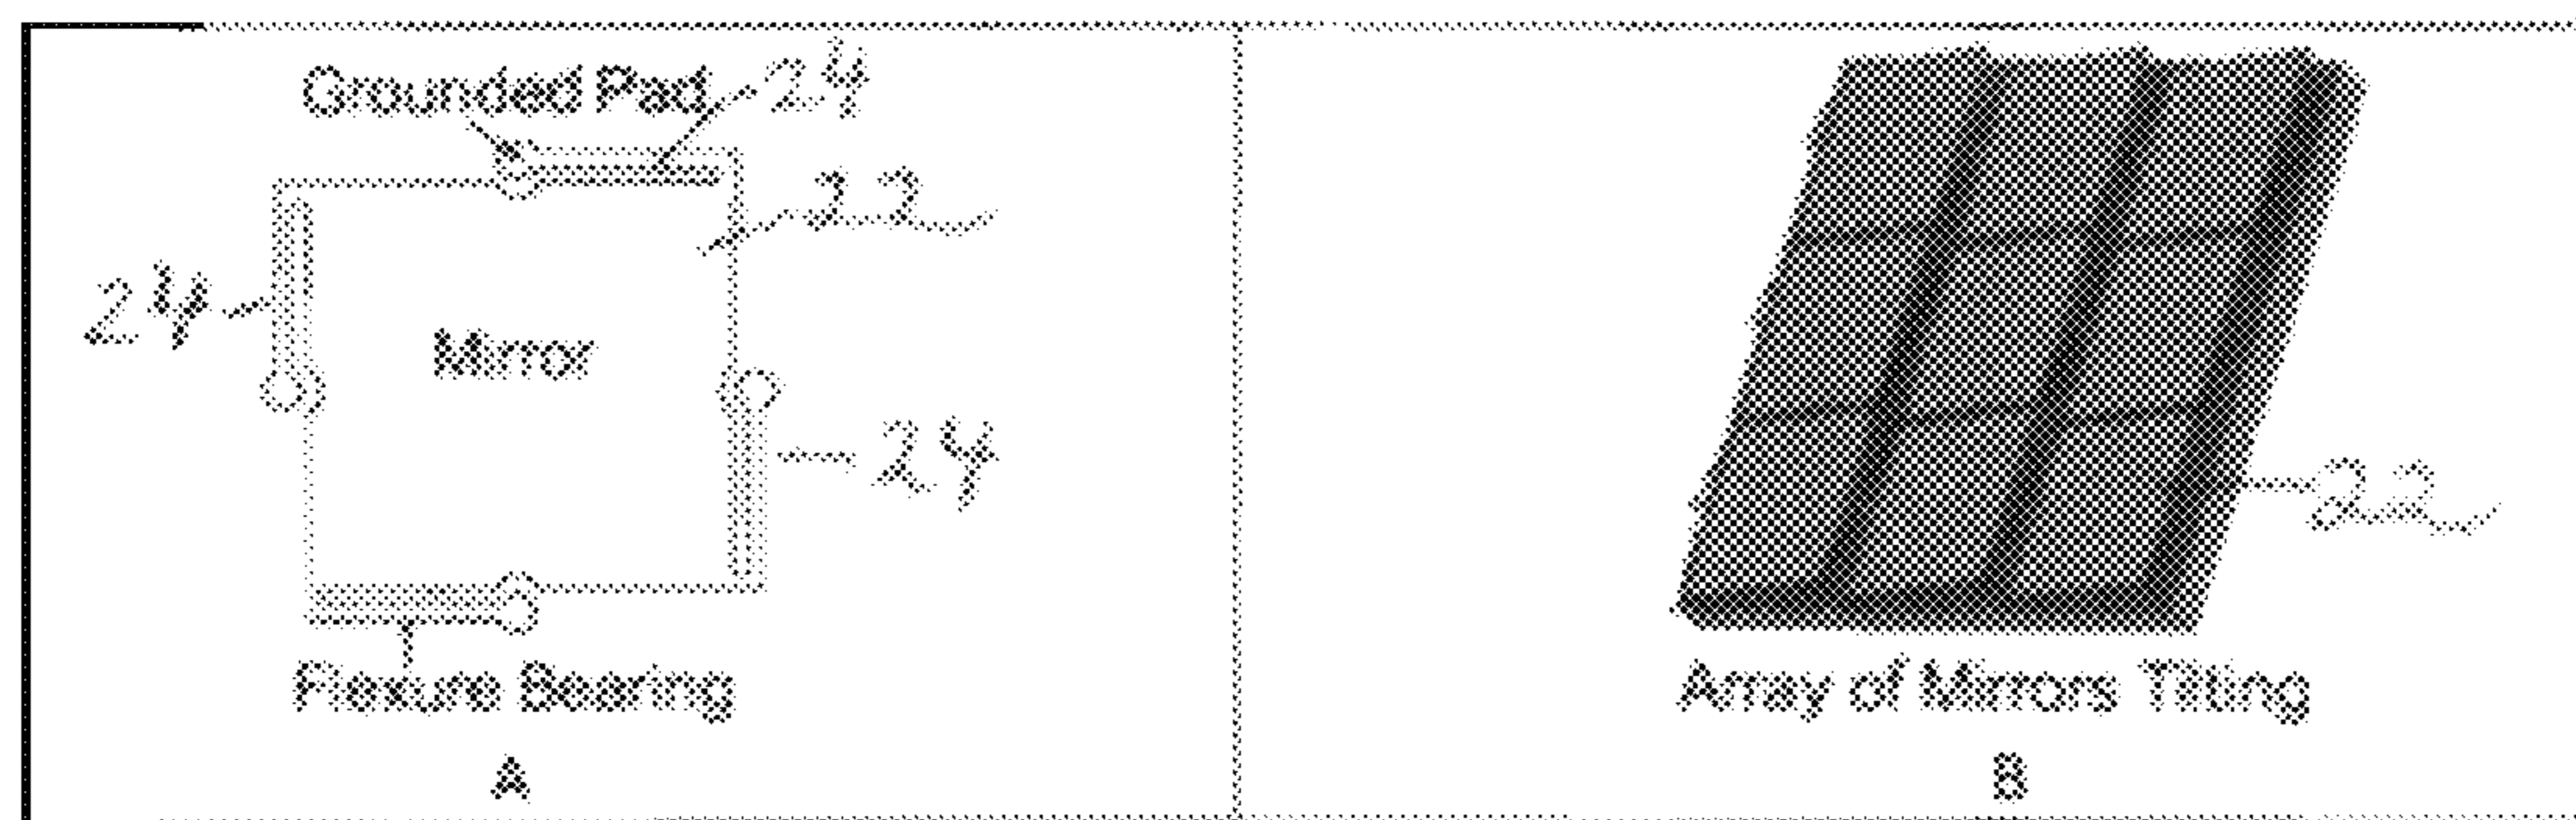 Grounded Pad 24
22
24
Mirror
24
Flexure Bearing
A
22
Array of Mirrors Tilting
B